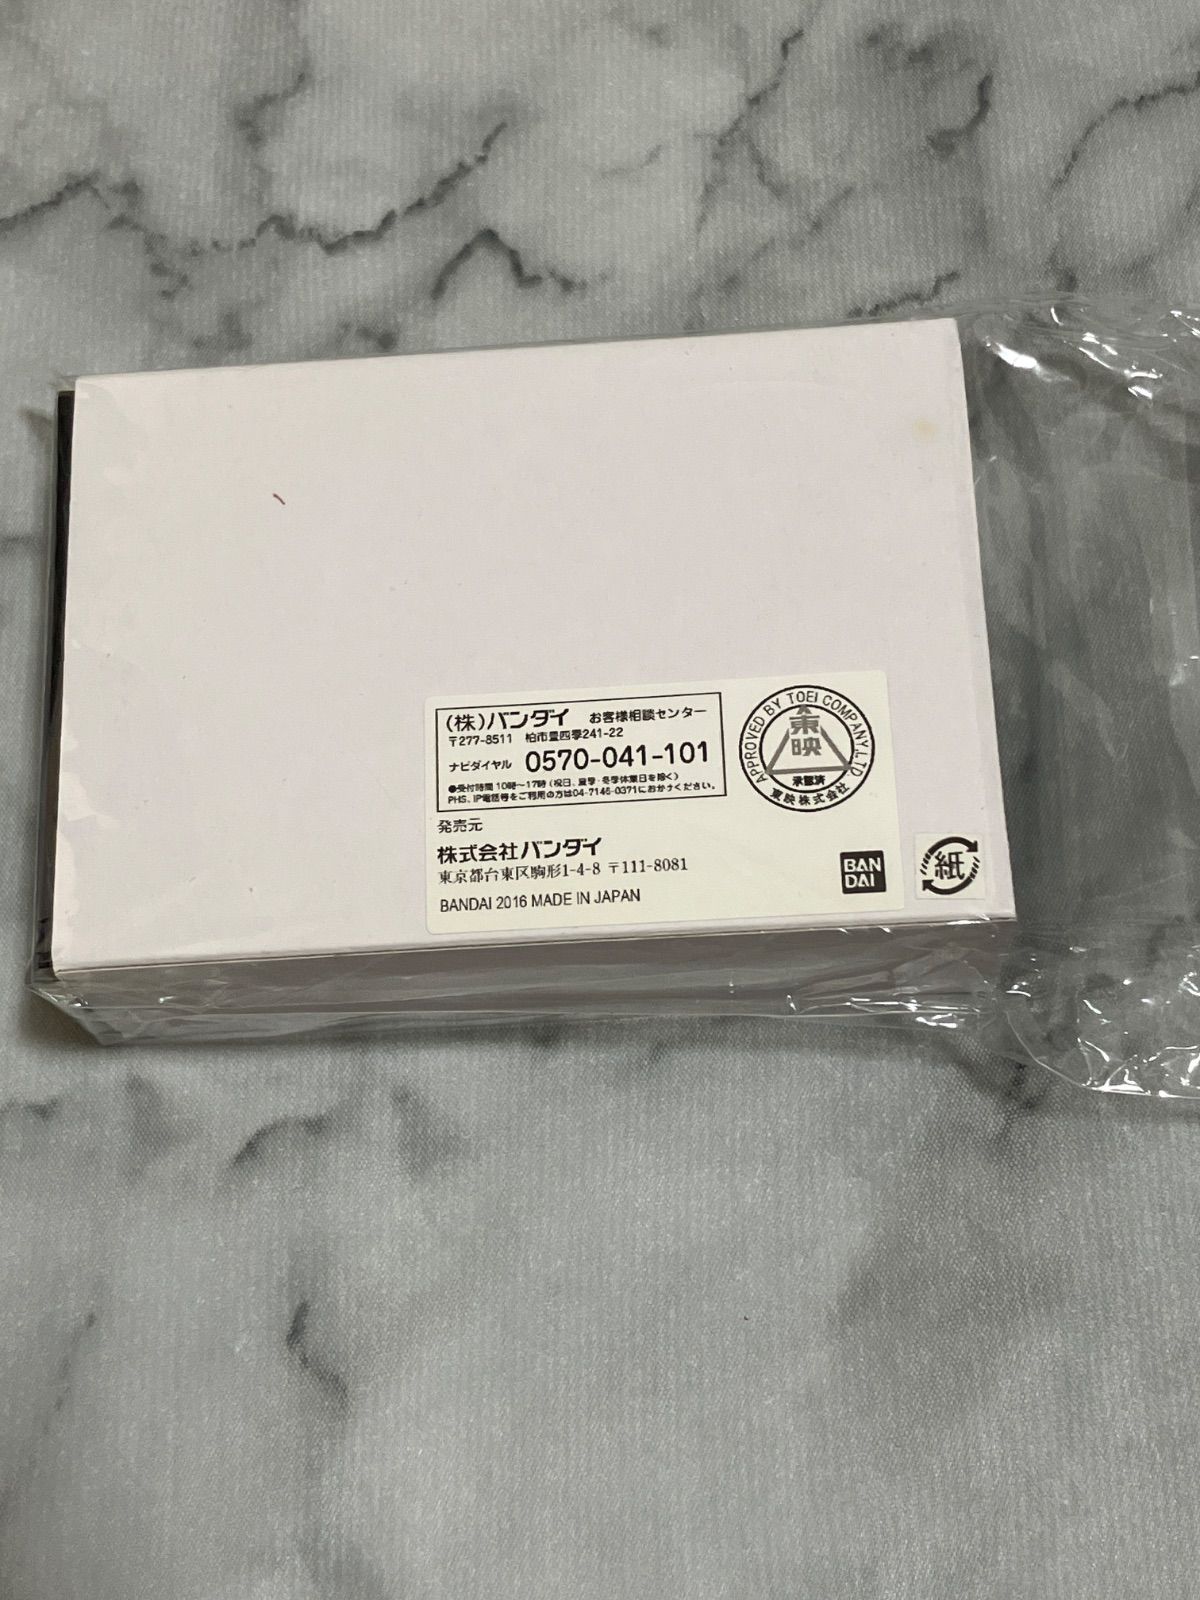 (株)バンダイ お客様相談センター
〒277-8511 柏市豊四季241-22
ナビダイヤル 0570-041-101
●受付時間 10時〜17時 (祝日、夏季・冬季休業日を除く)
PHS、IP電話等をご利用の方は04-7146-0371におかけください。
発売元
株式会社バンダイ
東京都台東区駒形1-4-8 〒111-8081
BANDAI 2016 MADE IN JAPAN
APPROVED BY TOEI COMPANY,LTD.
東映
承認済
東映株式会社
BAN
DAI
紙